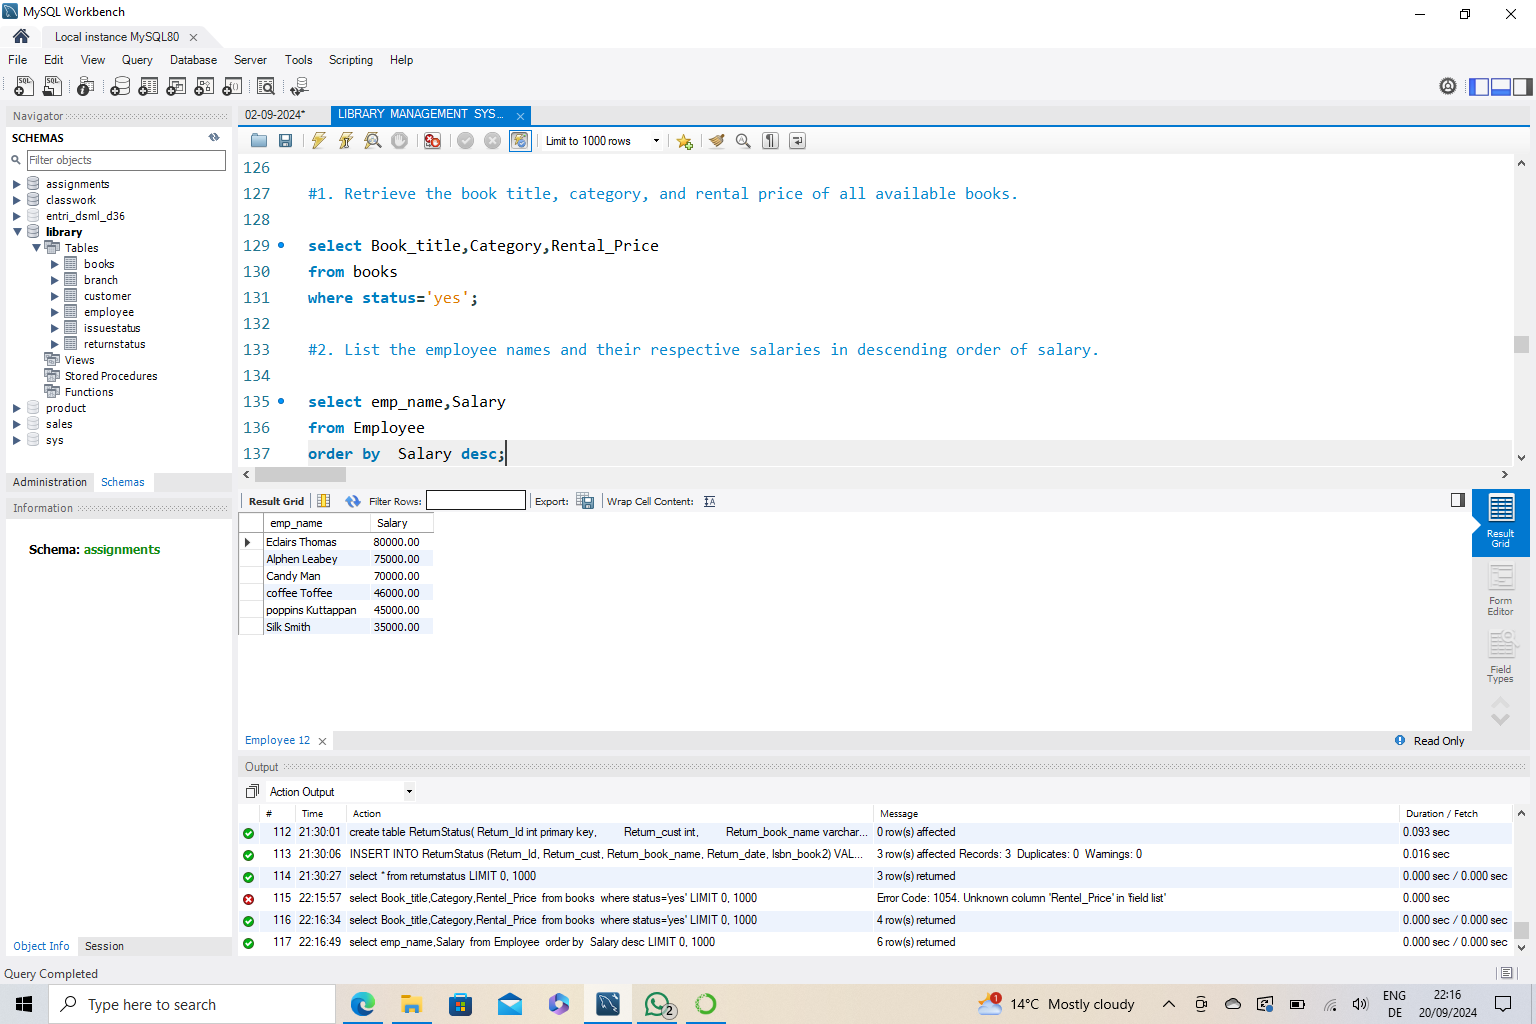 MySQL Workbench
Local instance MySQL80
File Edit View Query Database Server Tools Scripting Help
Navigator
SCHEMAS
Filter objects
assignments
classwork
entri_dsml_d36
library
Tables
books
branch
customer
employee
issuestatus
returnstatus
Views
Stored Procedures
Functions
product
sales
sys
Administration Schemas
Information
Schema: assignments
Object Info Session
02-09-2024* LIBRARY MANAGEMENT SYS...
Limit to 1000 rows
126
127 #1. Retrieve the book title, category, and rental price of all available books.
128
129 select Book_title,Category,Rental_Price
130 from books
131 where status='yes';
132
133 #2. List the employee names and their respective salaries in descending order of salary.
134
135 select emp_name,Salary
136 from Employee
137 order by  Salary desc;
Result Grid Filter Rows: Export: Wrap Cell Content:
emp_name Salary
Eclairs Thomas 80000.00
Alphen Leabey 75000.00
Candy Man 70000.00
coffee Toffee 46000.00
poppins Kuttappan 45000.00
Silk Smith 35000.00
Result
Grid
Form
Editor
Field
Types
Employee 12 Read Only
Output
Action Output
# Time Action Message Duration / Fetch
112 21:30:01 create table ReturnStatus( Return_Id int primary key, Return_cust int, Return_book_name varchar... 0 row(s) affected 0.093 sec
113 21:30:06 INSERT INTO ReturnStatus (Return_Id, Return_cust, Return_book_name, Return_date, Isbn_book2) VAL... 3 row(s) affected Records: 3 Duplicates: 0 Warnings: 0 0.016 sec
114 21:30:27 select * from returnstatus LIMIT 0, 1000 3 row(s) returned 0.000 sec / 0.000 sec
115 22:15:57 select Book_title,Category,Rentel_Price from books where status='yes' LIMIT 0, 1000 Error Code: 1054. Unknown column 'Rentel_Price' in 'field list' 0.000 sec
116 22:16:34 select Book_title,Category,Rental_Price from books where status='yes' LIMIT 0, 1000 4 row(s) returned 0.000 sec / 0.000 sec
117 22:16:49 select emp_name,Salary from Employee order by Salary desc LIMIT 0, 1000 6 row(s) returned 0.000 sec / 0.000 sec
Query Completed
Type here to search
2
1
14°C Mostly cloudy
ENG
DE
22:16
20/09/2024